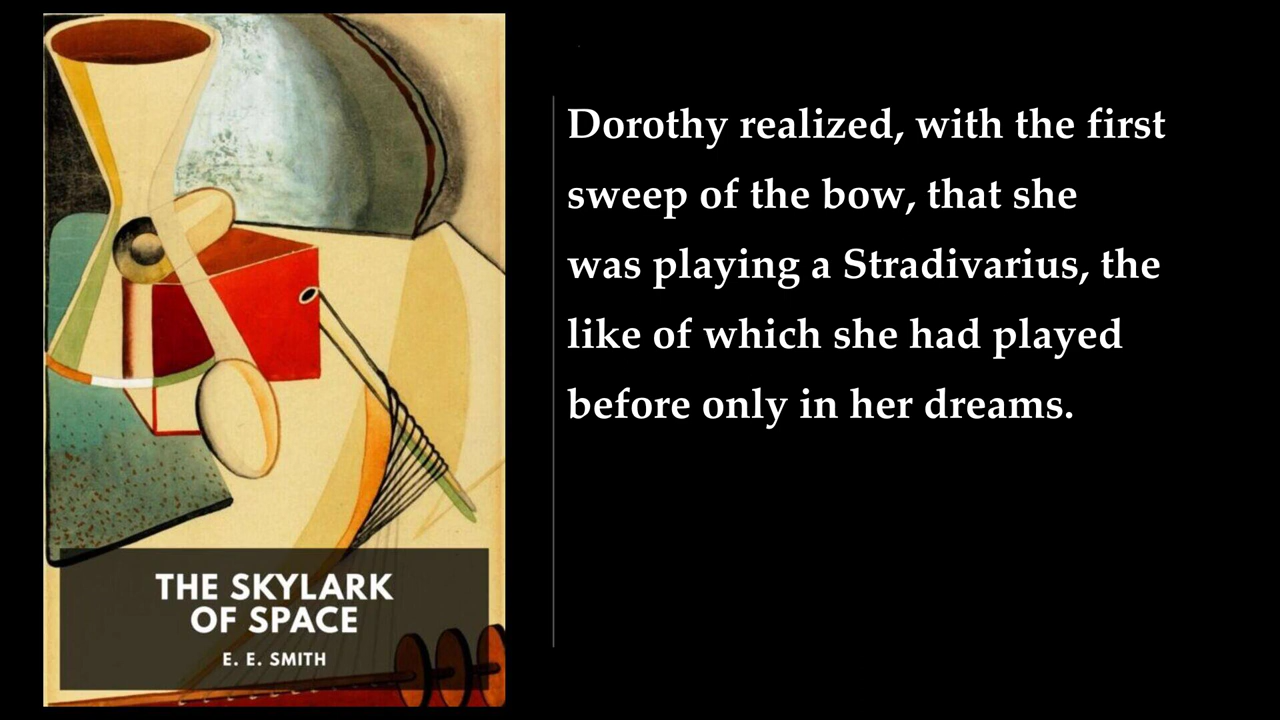 THE SKYLARK
OF SPACE
E. E. SMITH
Dorothy realized, with the first
sweep of the bow, that she
was playing a Stradivarius, the
like of which she had played
before only in her dreams.